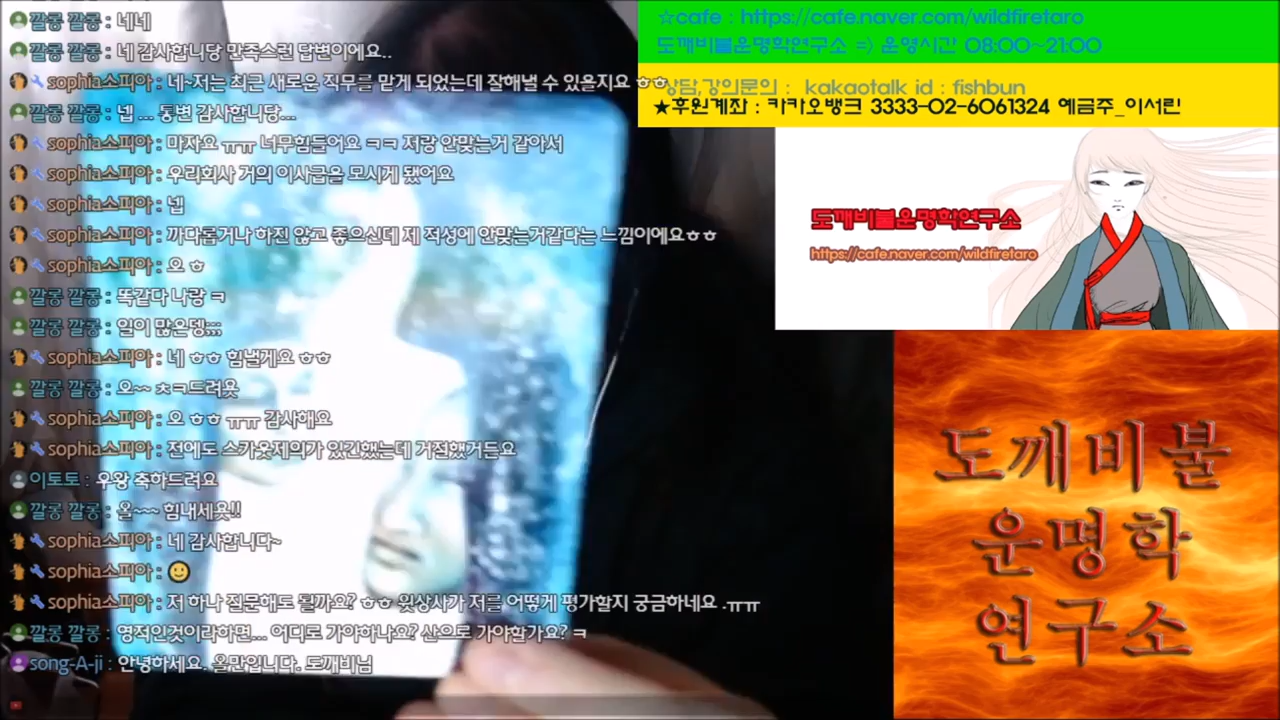 깔롱 깔롱 : 네네
깔롱 깔롱 : 네 감사합니당 만족스런 답변이에요..
sophia소피아 : 네~저는 최근 새로운 직무를 맡게 되었는데 잘해낼 수 있을지요 ㅎㅎ
깔롱 깔롱 : 넵 ... 통변 감사합니당...
sophia소피아 : 마자요 ㅠㅠ 너무힘들어요 ㅋㅋ 저랑 안맞는거 같아서
sophia소피아 : 우리회사 거의 이사급을 모시게 됐어요
sophia소피아 : 넵
sophia소피아 : 까다롭거나 하진 않고 좋으신데 제 적성에 안맞는거같다는 느낌이에요ㅎㅎ
sophia소피아 : 오 ㅎ
깔롱 깔롱 : 똑같다 나랑 ㅋ
깔롱 깔롱 : 일이 많은뎅;;;
sophia소피아 : 네 ㅎㅎ 힘낼게요 ㅎㅎ
깔롱 깔롱 : 오~~ ㅊㅋ드려욧
sophia소피아 : 오 ㅎㅎ ㅠㅠ 감사해요
sophia소피아 : 전에도 스카웃제의가 있긴했는데 거절했거든요
이토토 : 우왕 축하드려요
깔롱 깔롱 : 올~~~ 힘내세욧!!
sophia소피아 : 네 감사합니다~
sophia소피아 : 🙂
sophia소피아 : 저 하나 질문해도 될까요? ㅎㅎ 윗상사가 저를 어떻게 평가할지 궁금하네요 .ㅠㅠ
깔롱 깔롱 : 영적인것이라하면... 어디로 가야하나요? 산으로 가야할가요? ㅋ
song-A-ji : 안녕하세요. 올만입니다. 도깨비님
☆cafe : https://cafe.naver.com/wildfiretaro
도깨비불운명학연구소 => 운영시간 08:00~21:00
상담,강의문의 : kakaotalk id : fishbun
★후원계좌 : 카카오뱅크 3333-02-6061324 예금주_이서린
도깨비불운명학연구소
https://cafe.naver.com/wildfiretaro
도깨비불
운명학
연구소